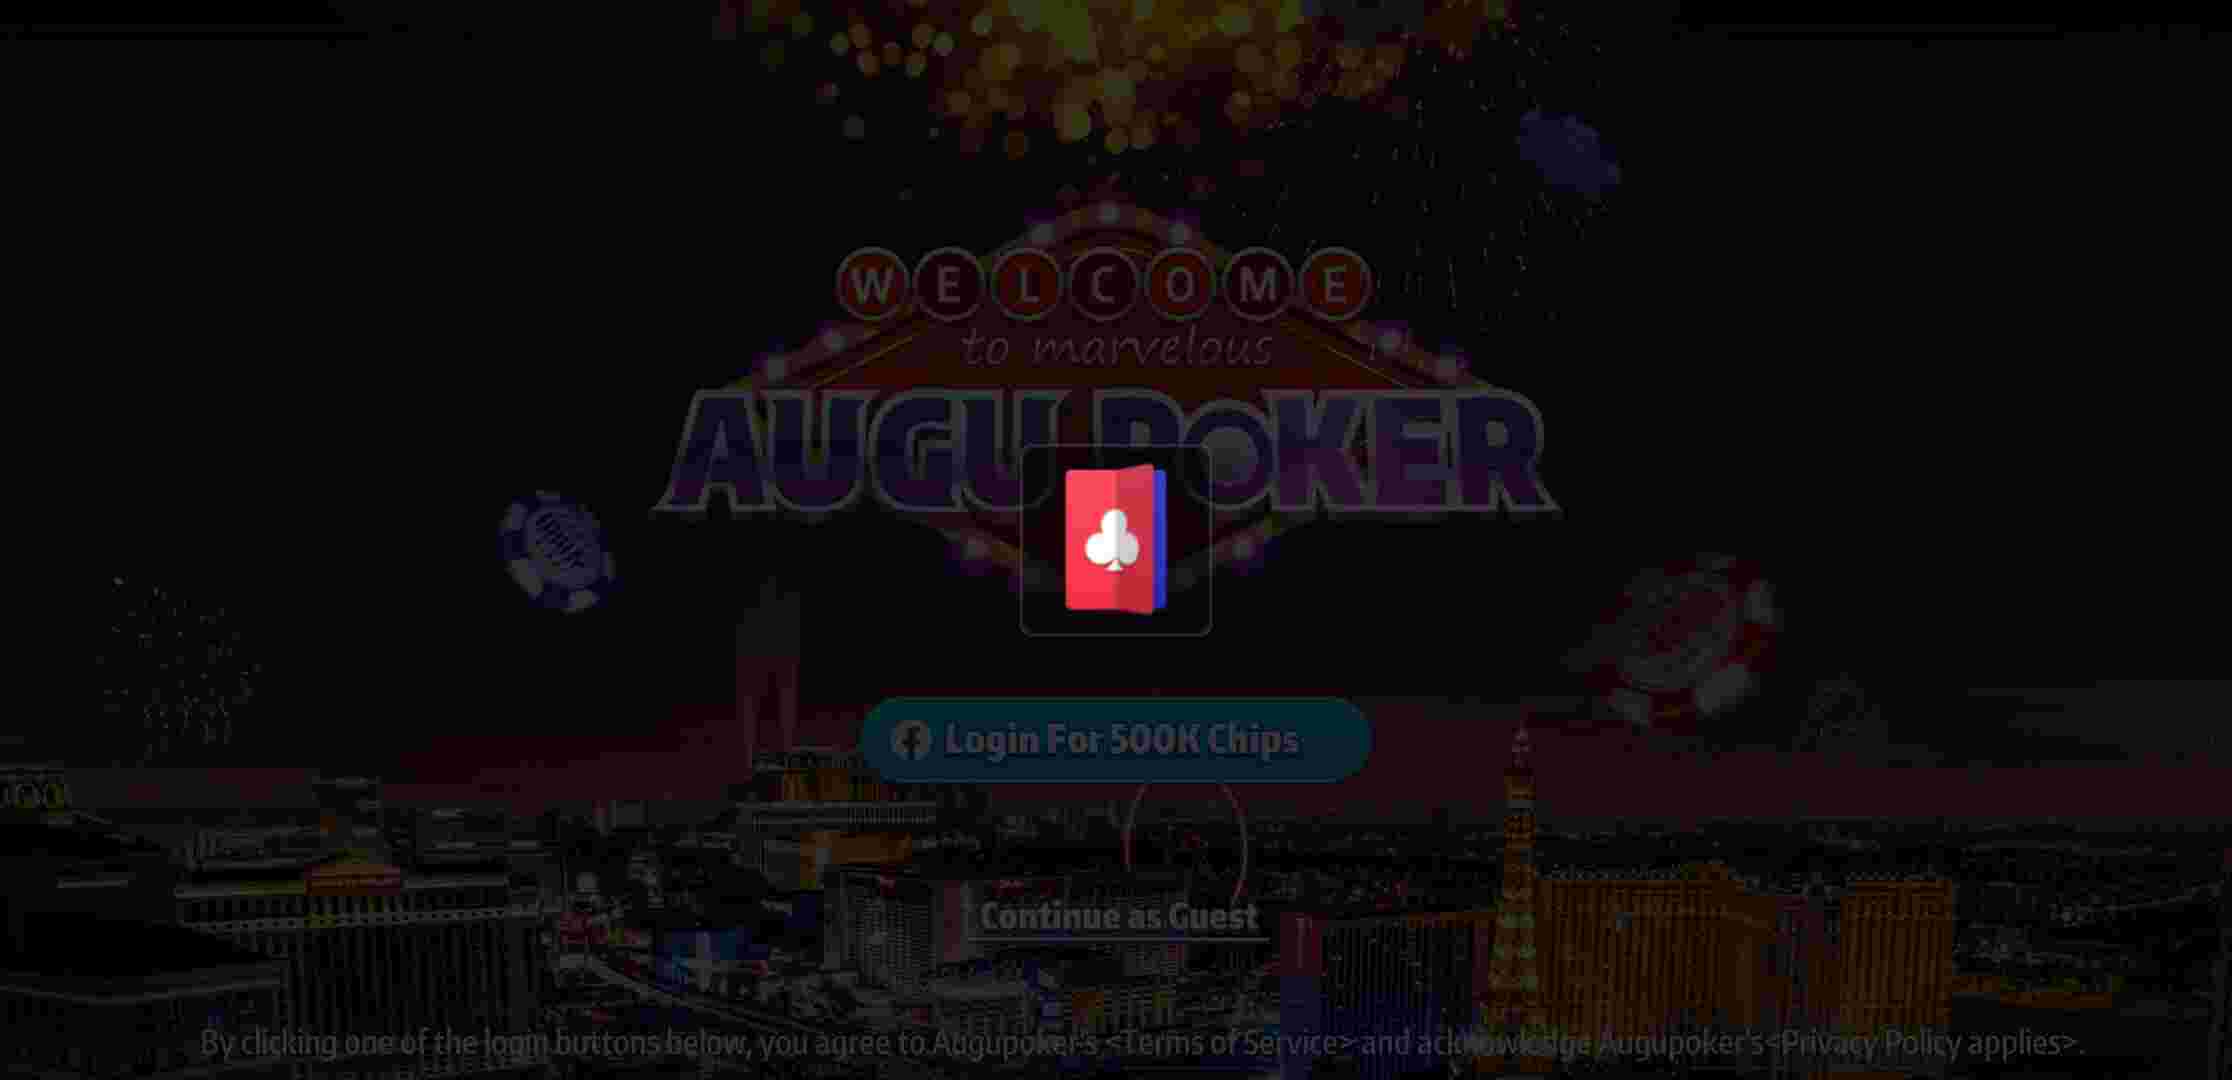 WELCOME
to marvelous
AUGU POKER
Login For 500K Chips
Continue as Guest
By clicking one of the login buttons below, you agree to Augupoker's <Terms of Service> and acknowledge Augupoker's<Privacy Policy applies>.